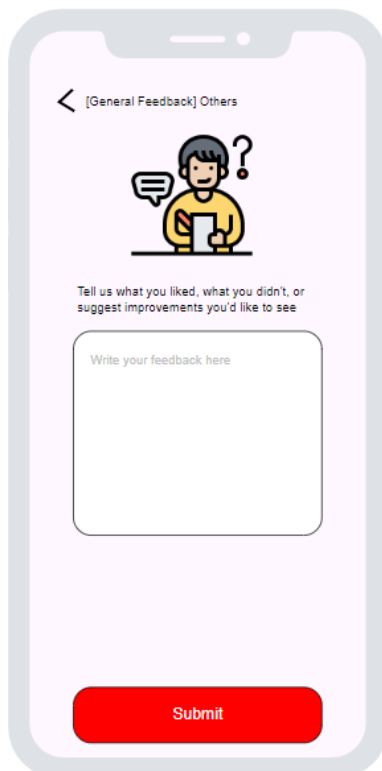 [General Feedback] Others
?
Tell us what you liked, what you didn't, or
suggest improvements you'd like to see
Write your feedback here
Submit